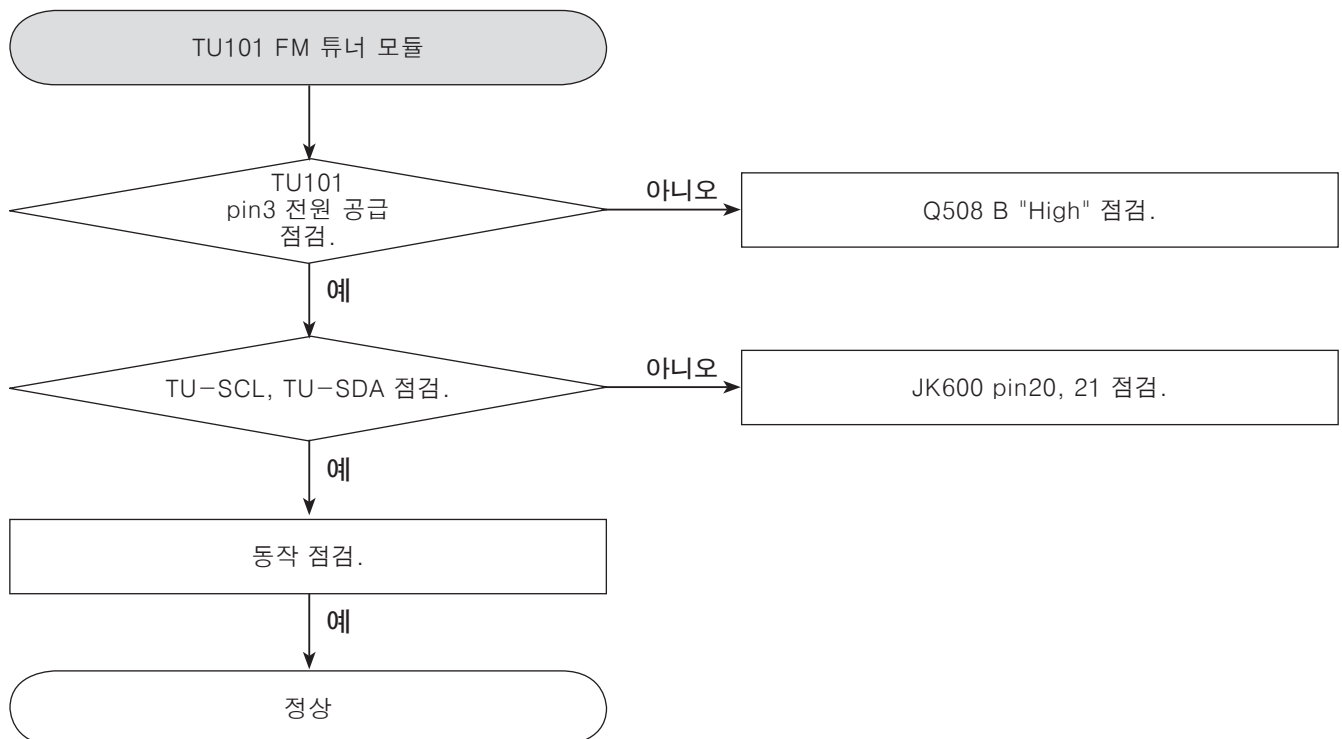 TU101 FM 튜너 모듈
TU101
pin3 전원 공급
점검.
아니오
Q508 B "High" 점검.
예
TU-SCL, TU-SDA 점검.
아니오
JK600 pin20, 21 점검.
예
동작 점검.
예
정상